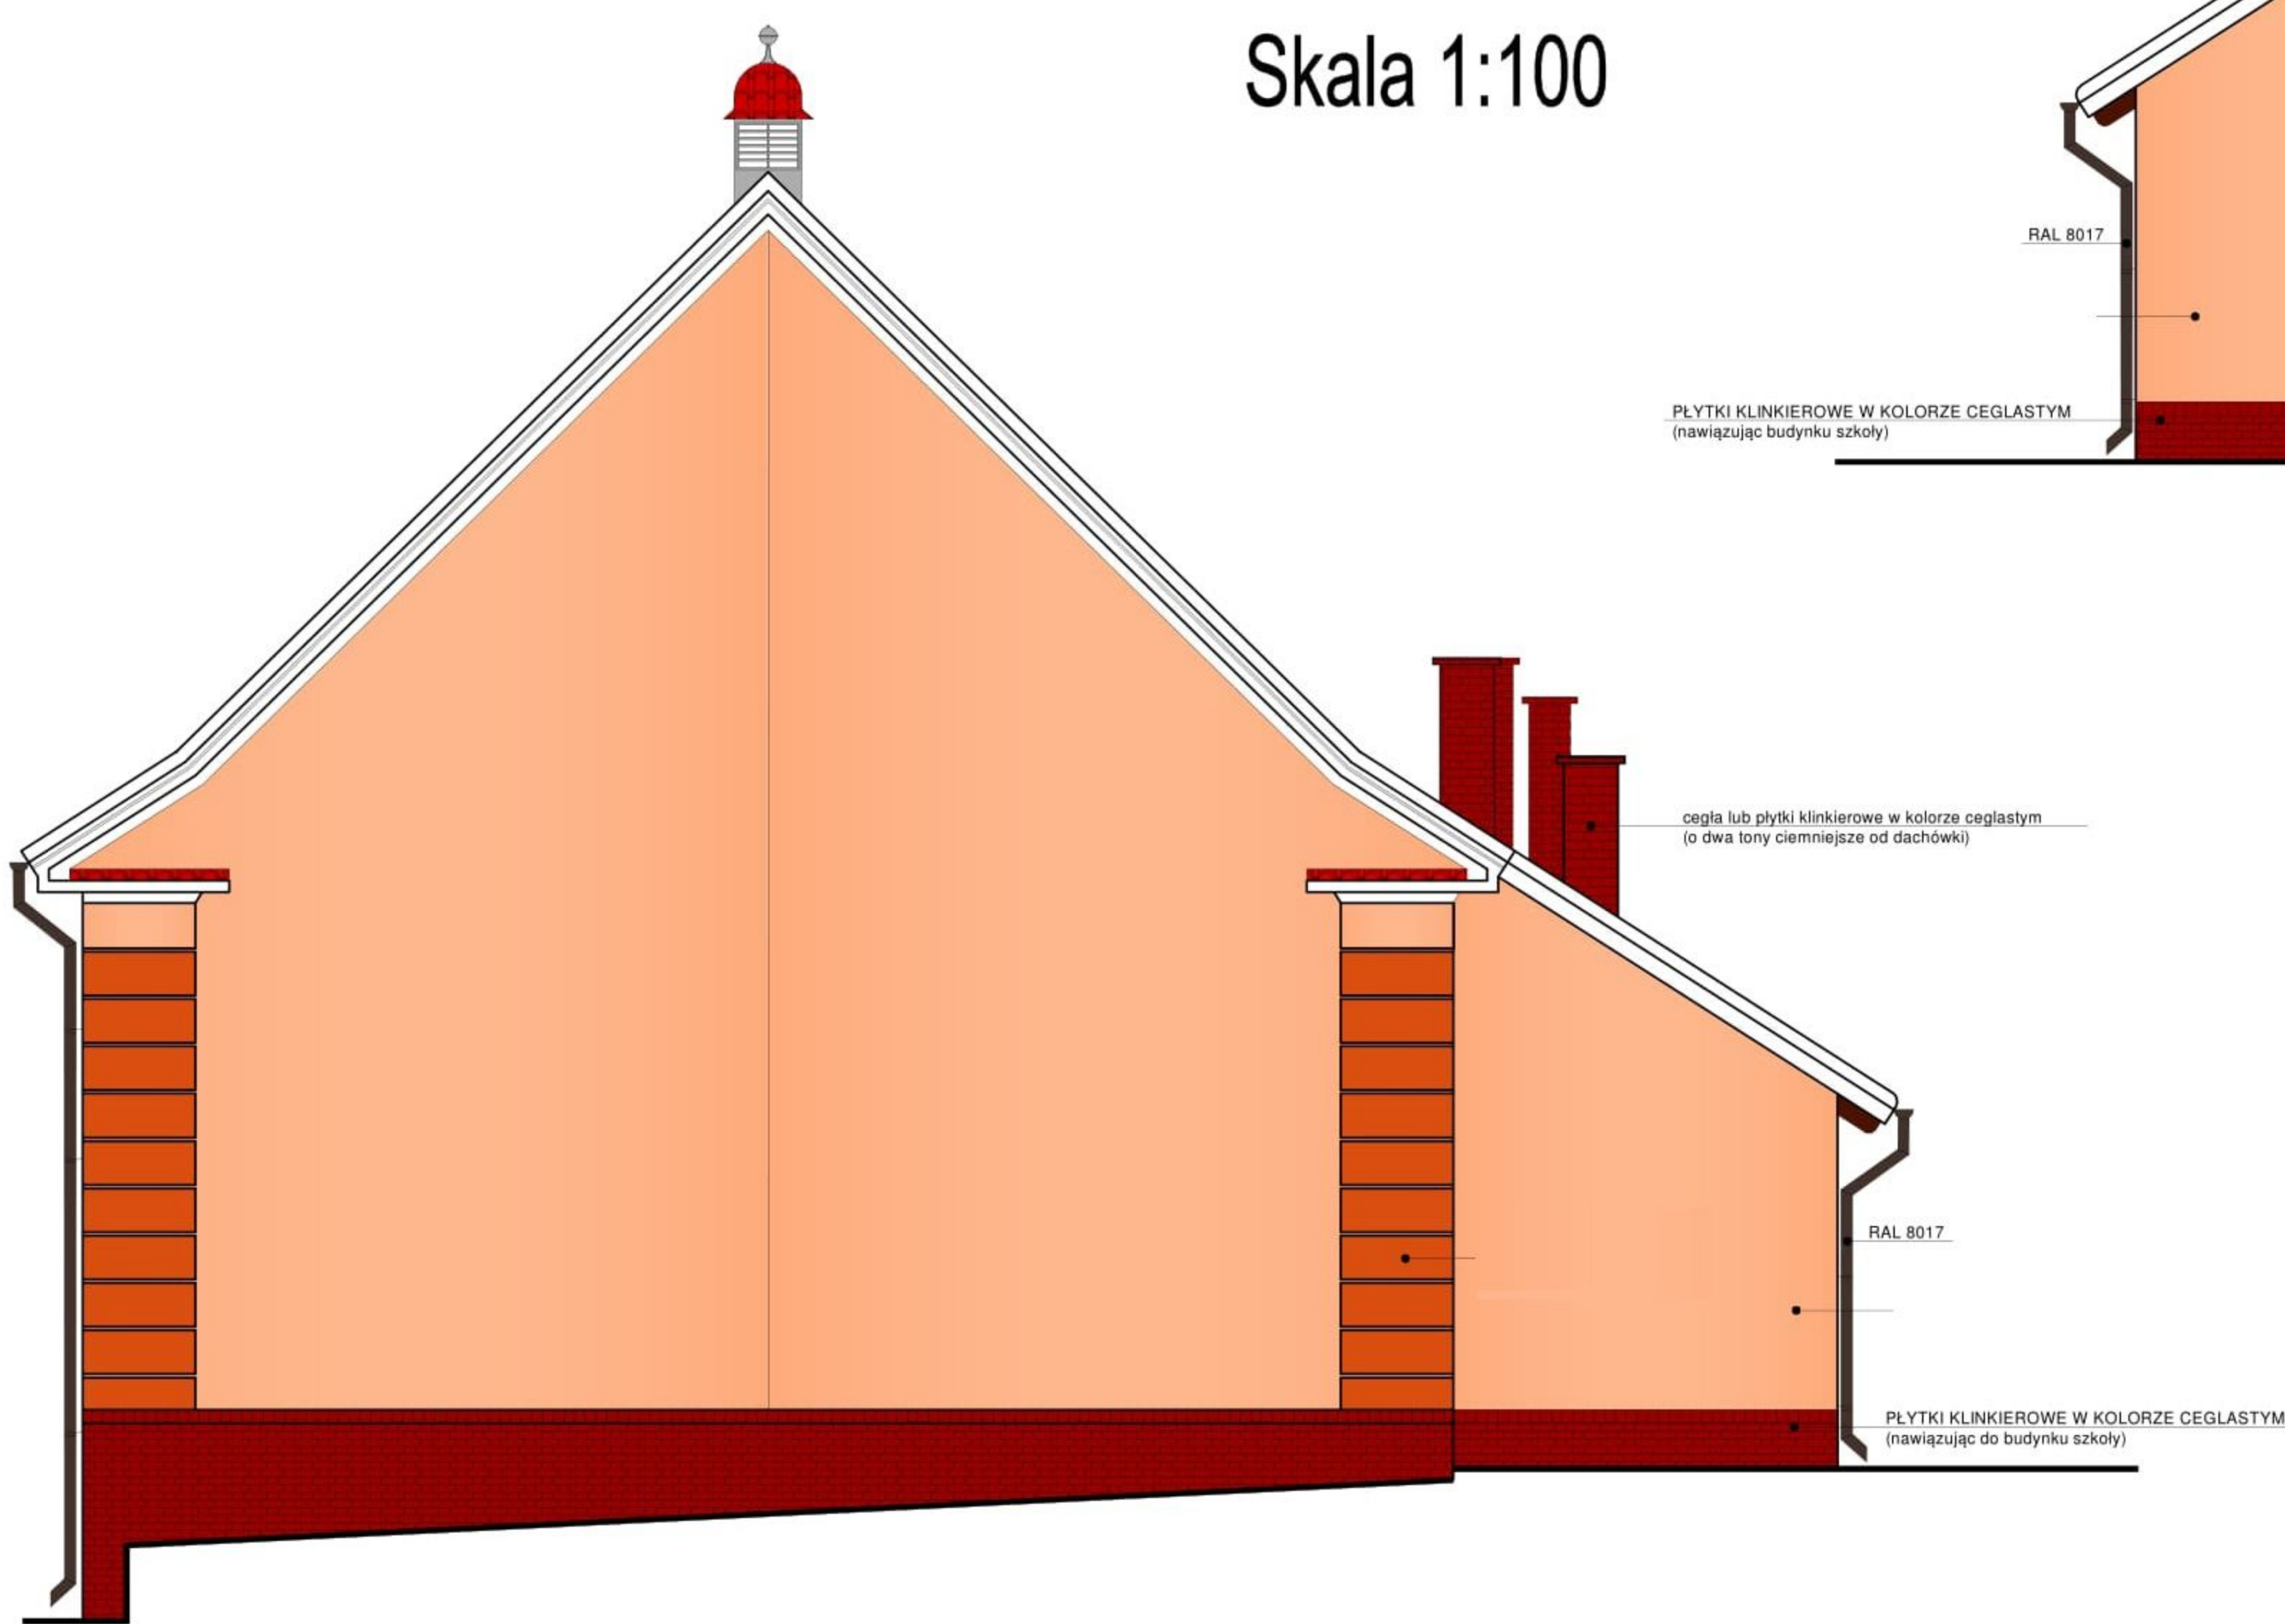 Skala 1:100
RAL 8017
PŁYTKI KLINKIEROWE W KOLORZE CEGLASTYM
(nawiązując budynku szkoły)
cegła lub płytki klinkierowe w kolorze ceglastym
(o dwa tony ciemniejsze od dachówki)
RAL 8017
PŁYTKI KLINKIEROWE W KOLORZE CEGLASTYM
(nawiązując do budynku szkoły)